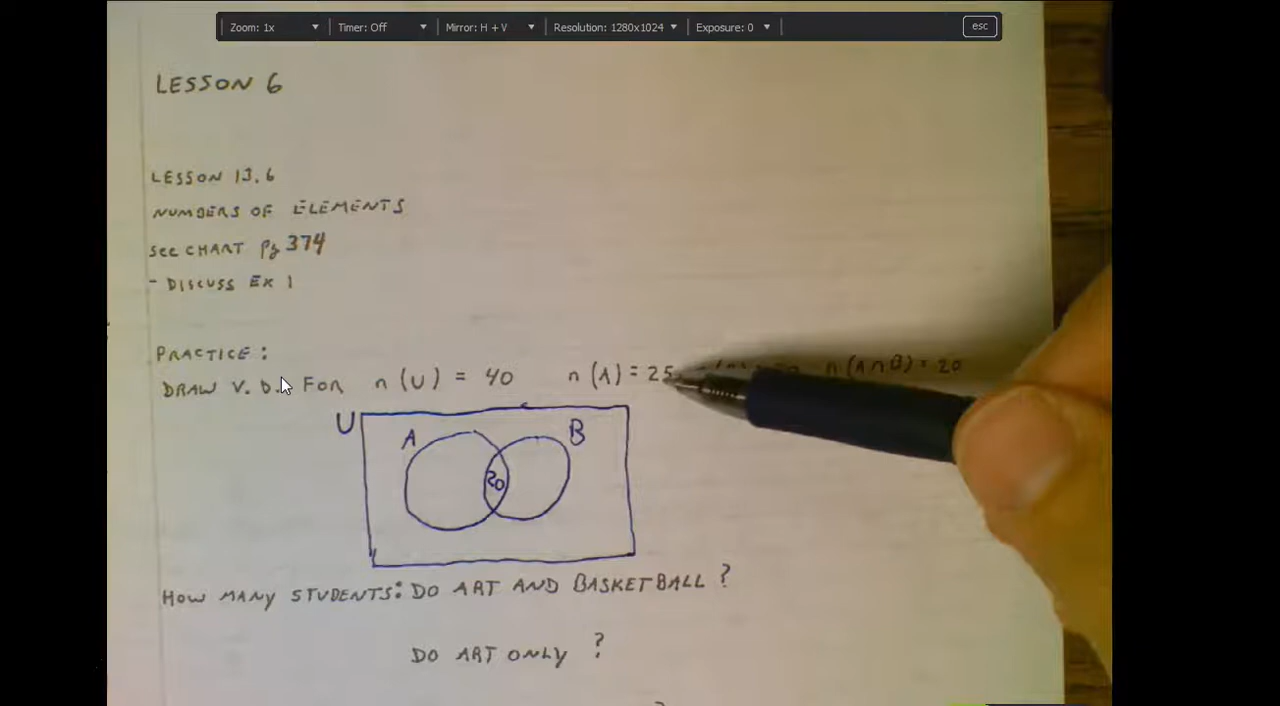 Zoom: 1x Timer: Off Mirror: H + V Resolution: 1280x1024 Exposure: 0 esc
LESSON 6
LESSON 13.6
NUMBERS OF ELEMENTS
SEE CHART Pg 374
- DISCUSS EX 1
PRACTICE:
DRAW V. D. FOR n(U) = 40 n(A) = 25 n(A∩B) = 20
U
A B
20
HOW MANY STUDENTS: DO ART AND BASKETBALL?
DO ART ONLY?